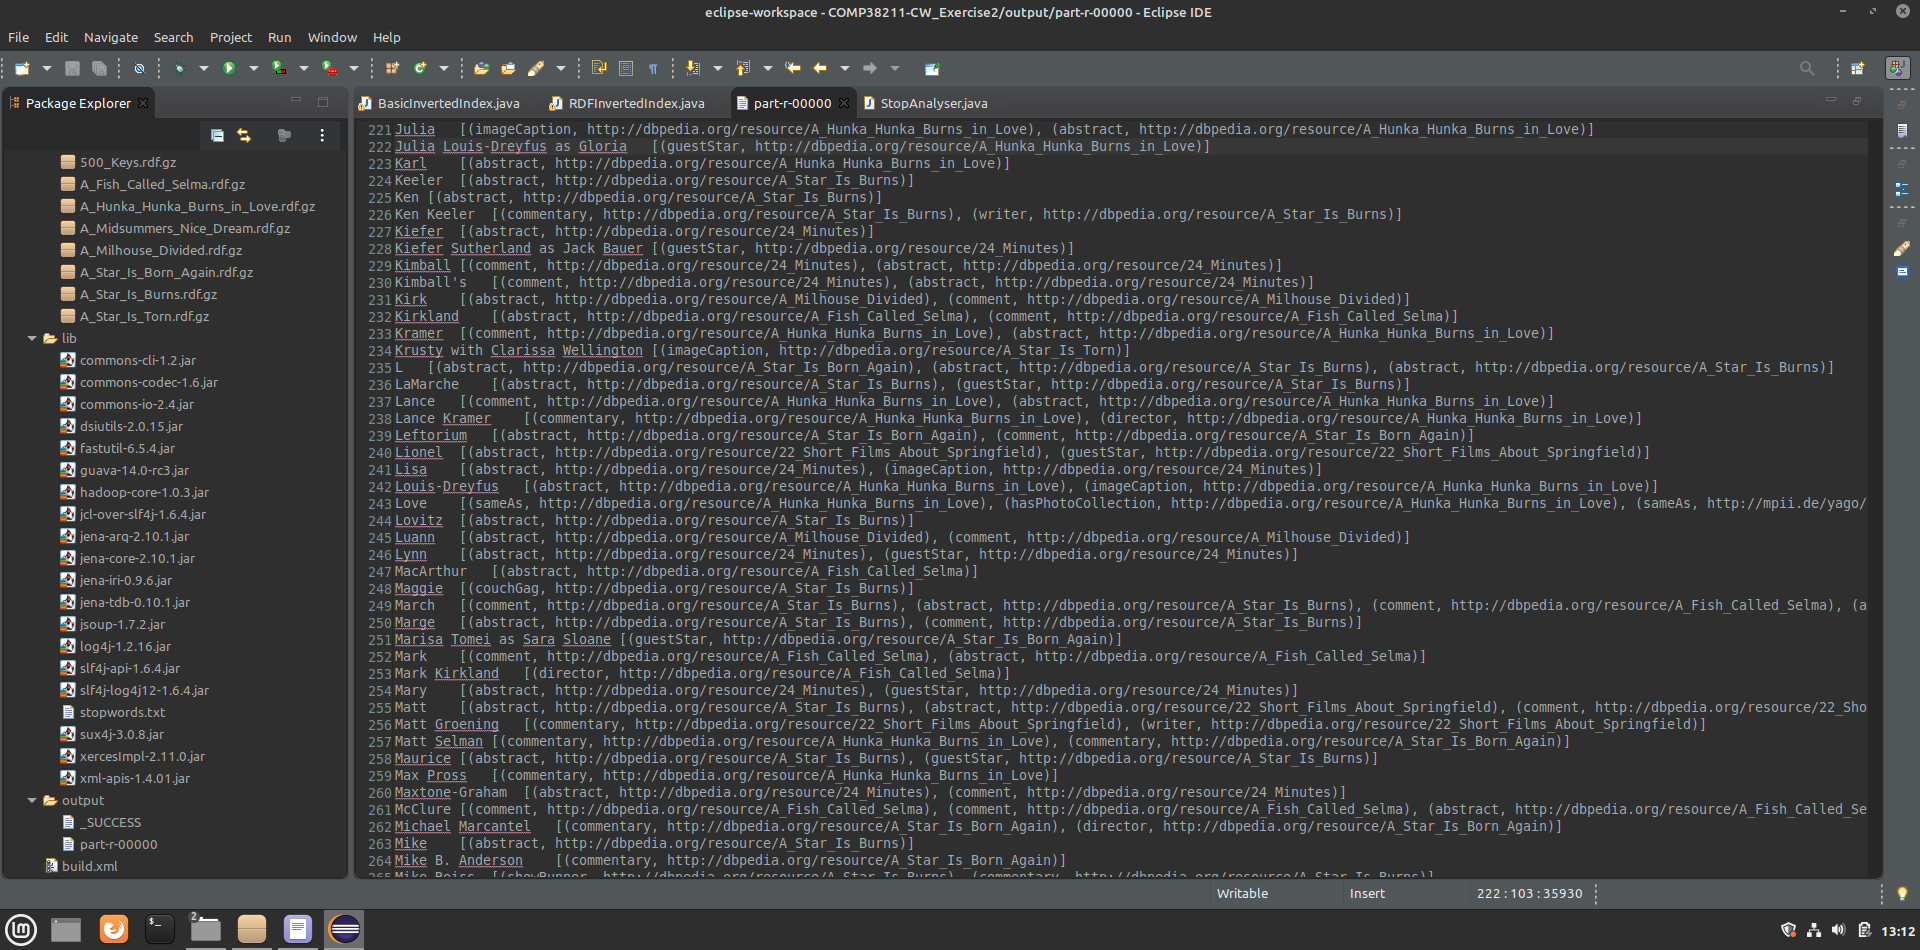 eclipse-workspace - COMP38211-CW_Exercise2/output/part-r-00000 - Eclipse IDE
File Edit Navigate Search Project Run Window Help
Package Explorer
500_Keys.rdf.gz
A_Fish_Called_Selma.rdf.gz
A_Hunka_Hunka_Burns_in_Love.rdf.gz
A_Midsummers_Nice_Dream.rdf.gz
A_Milhouse_Divided.rdf.gz
A_Star_Is_Born_Again.rdf.gz
A_Star_Is_Burns.rdf.gz
A_Star_Is_Torn.rdf.gz
lib
commons-cli-1.2.jar
commons-codec-1.6.jar
commons-io-2.4.jar
dsiutils-2.0.15.jar
fastutil-6.5.4.jar
guava-14.0-rc3.jar
hadoop-core-1.0.3.jar
jcl-over-slf4j-1.6.4.jar
jena-arq-2.10.1.jar
jena-core-2.10.1.jar
jena-iri-0.9.6.jar
jena-tdb-0.10.1.jar
jsoup-1.7.2.jar
log4j-1.2.16.jar
slf4j-api-1.6.4.jar
slf4j-log4j12-1.6.4.jar
stopwords.txt
sux4j-3.0.8.jar
xercesImpl-2.11.0.jar
xml-apis-1.4.01.jar
output
_SUCCESS
part-r-00000
build.xml
BasicInvertedIndex.java RDFInvertedIndex.java part-r-00000 StopAnalyser.java
221 Julia [(imageCaption, http://dbpedia.org/resource/A_Hunka_Hunka_Burns_in_Love), (abstract, http://dbpedia.org/resource/A_Hunka_Hunka_Burns_in_Love)]
222 Julia Louis-Dreyfus as Gloria [(guestStar, http://dbpedia.org/resource/A_Hunka_Hunka_Burns_in_Love)]
223 Karl [(abstract, http://dbpedia.org/resource/A_Hunka_Hunka_Burns_in_Love)]
224 Keeler [(abstract, http://dbpedia.org/resource/A_Star_Is_Burns)]
225 Ken [(abstract, http://dbpedia.org/resource/A_Star_Is_Burns)]
226 Ken Keeler [(commentary, http://dbpedia.org/resource/A_Star_Is_Burns), (writer, http://dbpedia.org/resource/A_Star_Is_Burns)]
227 Kiefer [(abstract, http://dbpedia.org/resource/24_Minutes)]
228 Kiefer Sutherland as Jack Bauer [(guestStar, http://dbpedia.org/resource/24_Minutes)]
229 Kimball [(comment, http://dbpedia.org/resource/24_Minutes), (abstract, http://dbpedia.org/resource/24_Minutes)]
230 Kimball's [(comment, http://dbpedia.org/resource/24_Minutes), (abstract, http://dbpedia.org/resource/24_Minutes)]
231 Kirk [(abstract, http://dbpedia.org/resource/A_Milhouse_Divided), (comment, http://dbpedia.org/resource/A_Milhouse_Divided)]
232 Kirkland [(abstract, http://dbpedia.org/resource/A_Fish_Called_Selma), (comment, http://dbpedia.org/resource/A_Fish_Called_Selma)]
233 Kramer [(comment, http://dbpedia.org/resource/A_Hunka_Hunka_Burns_in_Love), (abstract, http://dbpedia.org/resource/A_Hunka_Hunka_Burns_in_Love)]
234 Krusty with Clarissa Wellington [(imageCaption, http://dbpedia.org/resource/A_Star_Is_Torn)]
235 L [(abstract, http://dbpedia.org/resource/A_Star_Is_Born_Again), (abstract, http://dbpedia.org/resource/A_Star_Is_Burns), (abstract, http://dbpedia.org/resource/A_Star_Is_Burns)]
236 LaMarche [(abstract, http://dbpedia.org/resource/A_Star_Is_Burns), (guestStar, http://dbpedia.org/resource/A_Star_Is_Burns)]
237 Lance [(comment, http://dbpedia.org/resource/A_Hunka_Hunka_Burns_in_Love), (abstract, http://dbpedia.org/resource/A_Hunka_Hunka_Burns_in_Love)]
238 Lance Kramer [(commentary, http://dbpedia.org/resource/A_Hunka_Hunka_Burns_in_Love), (director, http://dbpedia.org/resource/A_Hunka_Hunka_Burns_in_Love)]
239 Leftorium [(abstract, http://dbpedia.org/resource/A_Star_Is_Born_Again), (comment, http://dbpedia.org/resource/A_Star_Is_Born_Again)]
240 Lionel [(abstract, http://dbpedia.org/resource/22_Short_Films_About_Springfield), (guestStar, http://dbpedia.org/resource/22_Short_Films_About_Springfield)]
241 Lisa [(abstract, http://dbpedia.org/resource/24_Minutes), (imageCaption, http://dbpedia.org/resource/24_Minutes)]
242 Louis-Dreyfus [(abstract, http://dbpedia.org/resource/A_Hunka_Hunka_Burns_in_Love), (imageCaption, http://dbpedia.org/resource/A_Hunka_Hunka_Burns_in_Love)]
243 Love [(sameAs, http://dbpedia.org/resource/A_Hunka_Hunka_Burns_in_Love), (hasPhotoCollection, http://dbpedia.org/resource/A_Hunka_Hunka_Burns_in_Love), (sameAs, http://mpii.de/yago/
244 Lovitz [(abstract, http://dbpedia.org/resource/A_Star_Is_Burns)]
245 Luann [(abstract, http://dbpedia.org/resource/A_Milhouse_Divided), (comment, http://dbpedia.org/resource/A_Milhouse_Divided)]
246 Lynn [(abstract, http://dbpedia.org/resource/24_Minutes), (guestStar, http://dbpedia.org/resource/24_Minutes)]
247 MacArthur [(abstract, http://dbpedia.org/resource/A_Fish_Called_Selma)]
248 Maggie [(couchGag, http://dbpedia.org/resource/A_Star_Is_Burns)]
249 March [(comment, http://dbpedia.org/resource/A_Star_Is_Burns), (abstract, http://dbpedia.org/resource/A_Star_Is_Burns), (comment, http://dbpedia.org/resource/A_Fish_Called_Selma), (a
250 Marge [(abstract, http://dbpedia.org/resource/A_Star_Is_Burns), (comment, http://dbpedia.org/resource/A_Star_Is_Burns)]
251 Marisa Tomei as Sara Sloane [(guestStar, http://dbpedia.org/resource/A_Star_Is_Born_Again)]
252 Mark [(comment, http://dbpedia.org/resource/A_Fish_Called_Selma), (abstract, http://dbpedia.org/resource/A_Fish_Called_Selma)]
253 Mark Kirkland [(director, http://dbpedia.org/resource/A_Fish_Called_Selma)]
254 Mary [(abstract, http://dbpedia.org/resource/24_Minutes), (guestStar, http://dbpedia.org/resource/24_Minutes)]
255 Matt [(abstract, http://dbpedia.org/resource/A_Star_Is_Burns), (abstract, http://dbpedia.org/resource/22_Short_Films_About_Springfield), (comment, http://dbpedia.org/resource/22_Sho
256 Matt Groening [(commentary, http://dbpedia.org/resource/22_Short_Films_About_Springfield), (writer, http://dbpedia.org/resource/22_Short_Films_About_Springfield)]
257 Matt Selman [(commentary, http://dbpedia.org/resource/A_Hunka_Hunka_Burns_in_Love), (commentary, http://dbpedia.org/resource/A_Star_Is_Born_Again)]
258 Maurice [(abstract, http://dbpedia.org/resource/A_Star_Is_Burns), (guestStar, http://dbpedia.org/resource/A_Star_Is_Burns)]
259 Max Pross [(commentary, http://dbpedia.org/resource/A_Hunka_Hunka_Burns_in_Love)]
260 Maxtone-Graham [(abstract, http://dbpedia.org/resource/24_Minutes), (comment, http://dbpedia.org/resource/24_Minutes)]
261 McClure [(comment, http://dbpedia.org/resource/A_Fish_Called_Selma), (comment, http://dbpedia.org/resource/A_Fish_Called_Selma), (abstract, http://dbpedia.org/resource/A_Fish_Called_Se
262 Michael Marcantel [(commentary, http://dbpedia.org/resource/A_Star_Is_Born_Again), (director, http://dbpedia.org/resource/A_Star_Is_Born_Again)]
263 Mike [(abstract, http://dbpedia.org/resource/A_Star_Is_Burns)]
264 Mike B. Anderson [(commentary, http://dbpedia.org/resource/A_Star_Is_Born_Again)]
265 Mike Reiss [(showRunner, http://dbpedia.org/resource/A_Star_Is_Burns), (commentary, http://dbpedia.org/resource/A_Star_Is_Burns)]
Writable Insert 222 : 103 : 35930
2
13:12